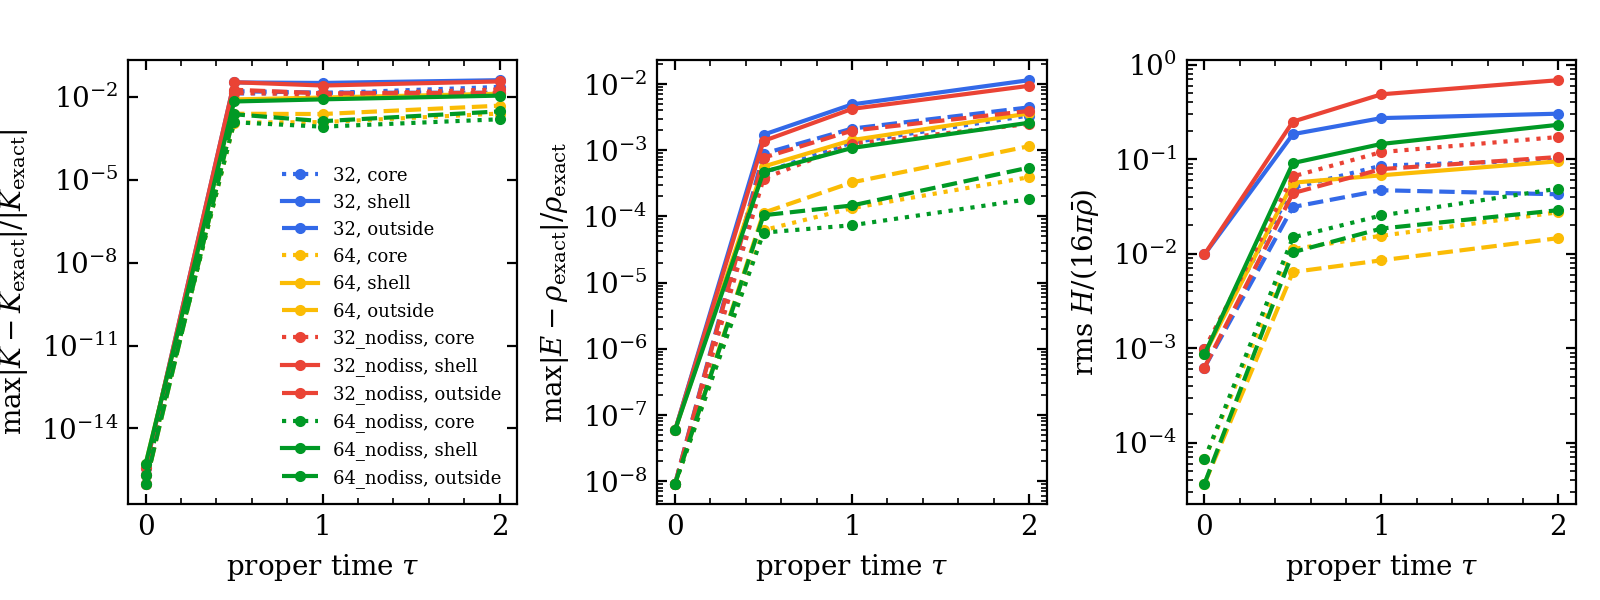 max|K − K_exact|/|K_exact|
10⁻²
10⁻⁵
10⁻⁸
10⁻¹¹
10⁻¹⁴
32, core
32, shell
32, outside
64, core
64, shell
64, outside
32_nodiss, core
32_nodiss, shell
32_nodiss, outside
64_nodiss, core
64_nodiss, shell
64_nodiss, outside
0 1 2
proper time τ
max|E − ρ_exact|/ρ_exact
10⁻²
10⁻³
10⁻⁴
10⁻⁵
10⁻⁶
10⁻⁷
10⁻⁸
0 1 2
proper time τ
rms H/(16πρ̄)
10⁰
10⁻¹
10⁻²
10⁻³
10⁻⁴
0 1 2
proper time τ